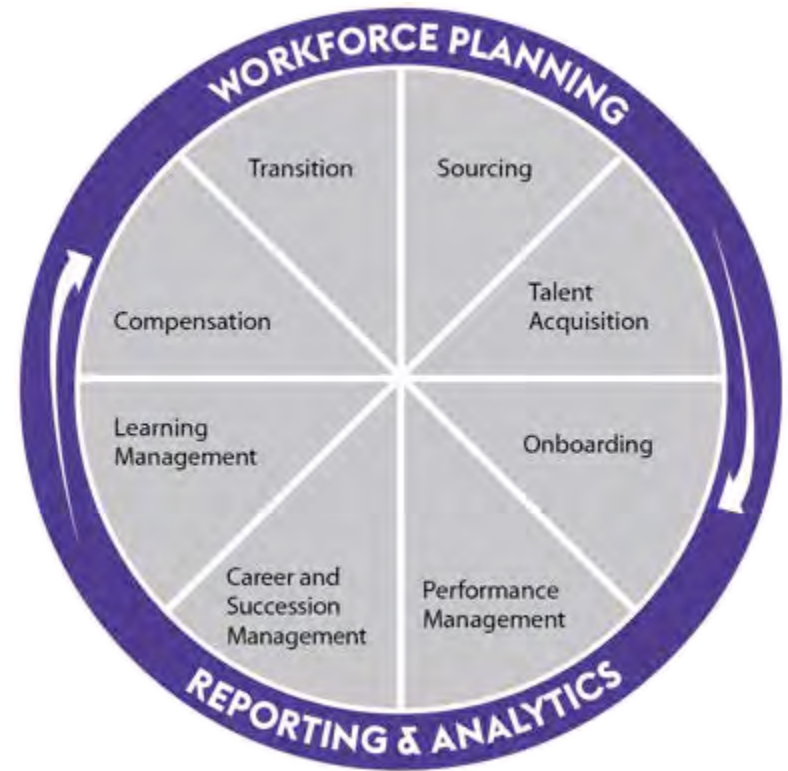 WORKFORCE PLANNING
Transition
Sourcing
Talent
Acquisition
Compensation
Learning
Management
Onboarding
Career and
Succession
Management
Performance
Management
REPORTING & ANALYTICS